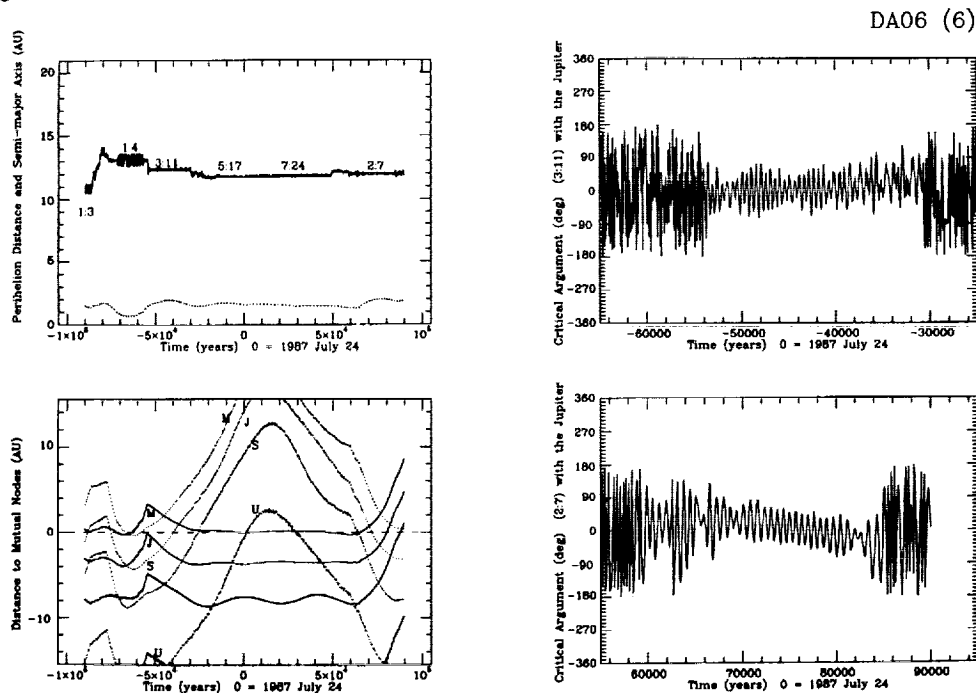 DA06 (6)
Perihelion Distance and Semi-major Axis (AU)
20
15
10
5
0
1:4
3:11
5:17
7:24
2:7
1:3
−1×10⁵
−5×10⁴
0
5×10⁴
10⁵
Time (years) 0 = 1987 July 24
Critical Argument (deg) (3:11) with the Jupiter
360
270
180
90
0
−90
−180
−270
−360
−60000
−50000
−40000
−30000
Time (years) 0 = 1987 July 24
Distance to Mutual Nodes (AU)
10
0
−10
M
J
S
U
M
J
S
U
−1×10⁵
−5×10⁴
0
5×10⁴
10⁵
Time (years) 0 = 1987 July 24
Critical Argument (deg) (2:7) with the Jupiter
360
270
180
90
0
−90
−180
−270
−360
60000
70000
80000
90000
Time (years) 0 = 1987 July 24